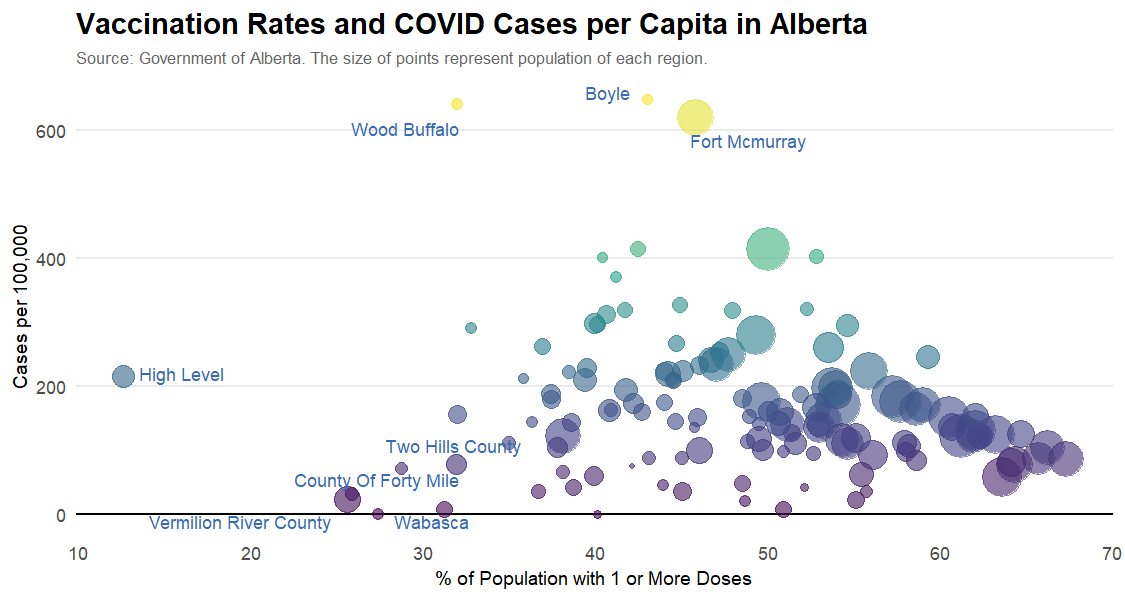 Vaccination Rates and COVID Cases per Capita in Alberta
Source: Government of Alberta. The size of points represent population of each region.
Boyle
Wood Buffalo
Fort Mcmurray
High Level
Two Hills County
County Of Forty Mile
Vermilion River County
Wabasca
Cases per 100,000
600
400
200
0
10 20 30 40 50 60 70
% of Population with 1 or More Doses